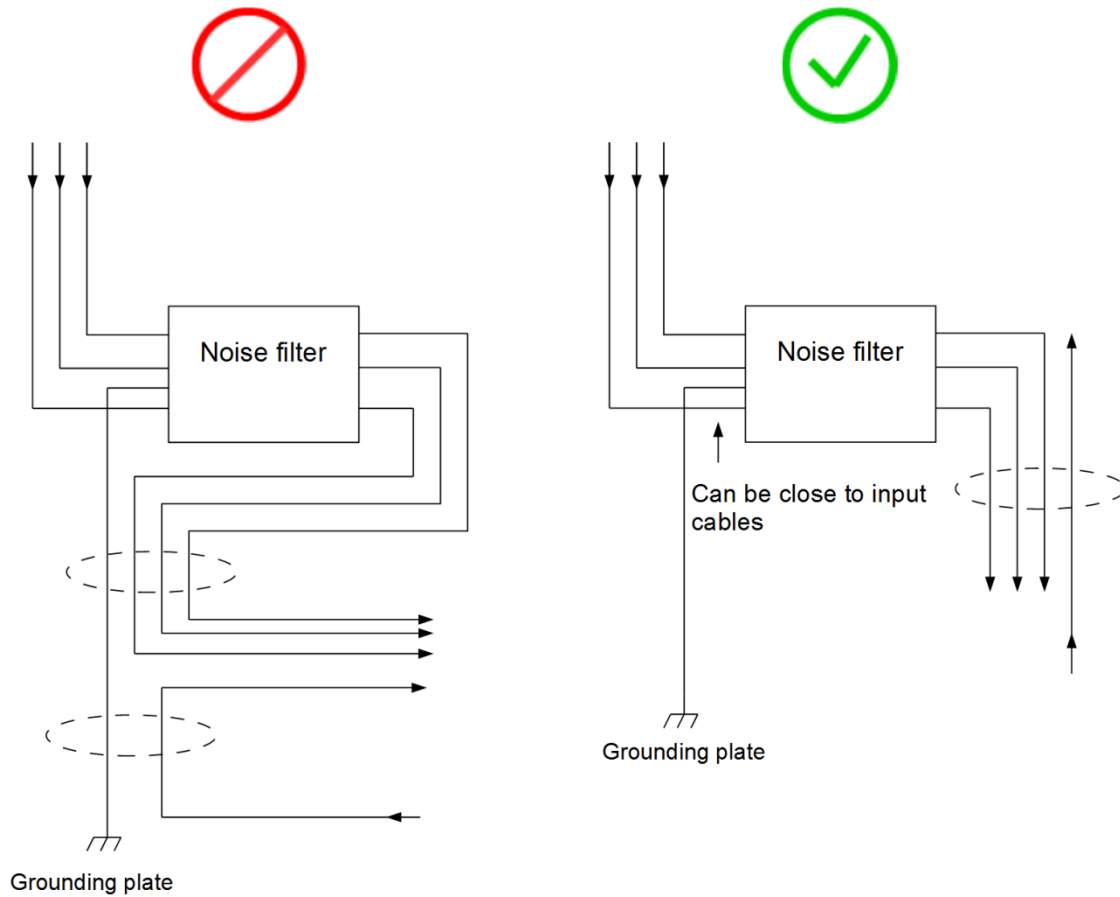 Noise filter
Grounding plate
Noise filter
Can be close to input
cables
Grounding plate